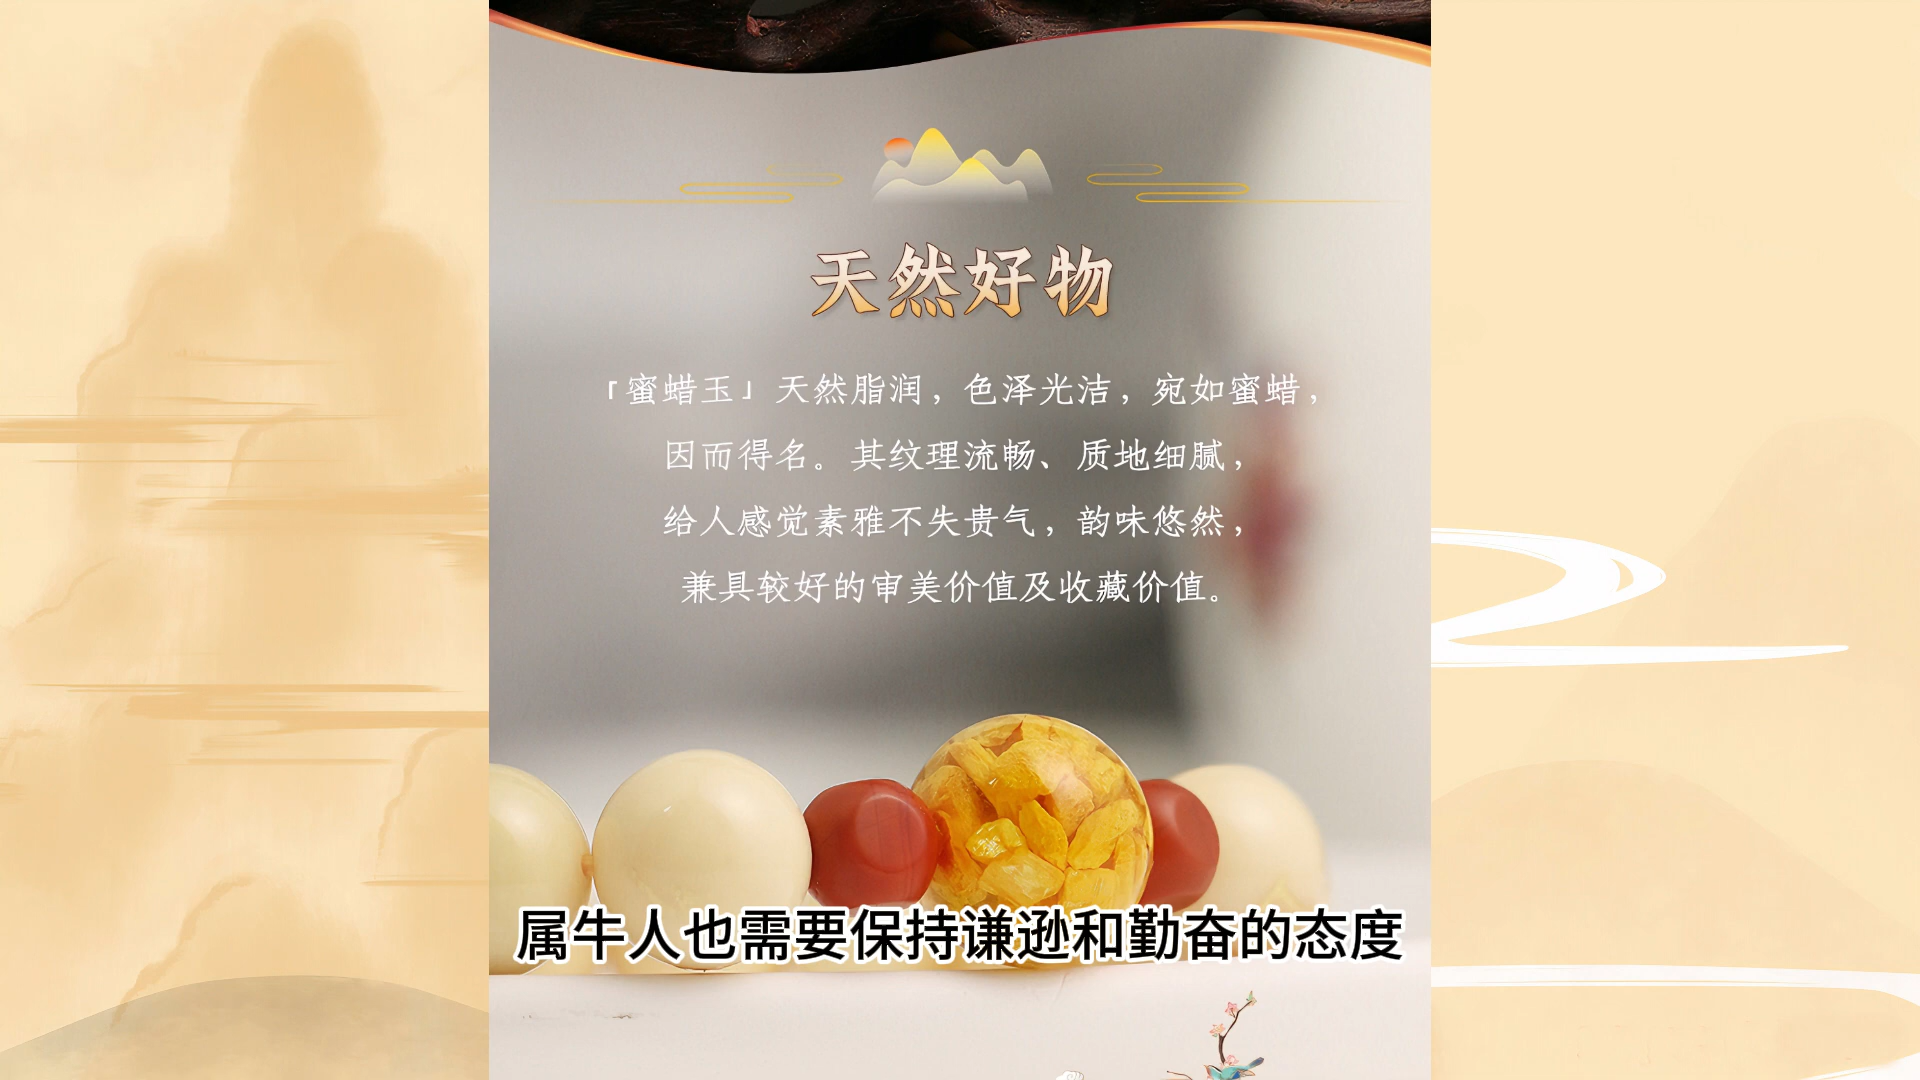 天然好物
「蜜蜡玉」天然脂润，色泽光洁，宛如蜜蜡，
因而得名。其纹理流畅、质地细腻，
给人感觉素雅不失贵气，韵味悠然，
兼具较好的审美价值及收藏价值。
属牛人也需要保持谦逊和勤奋的态度